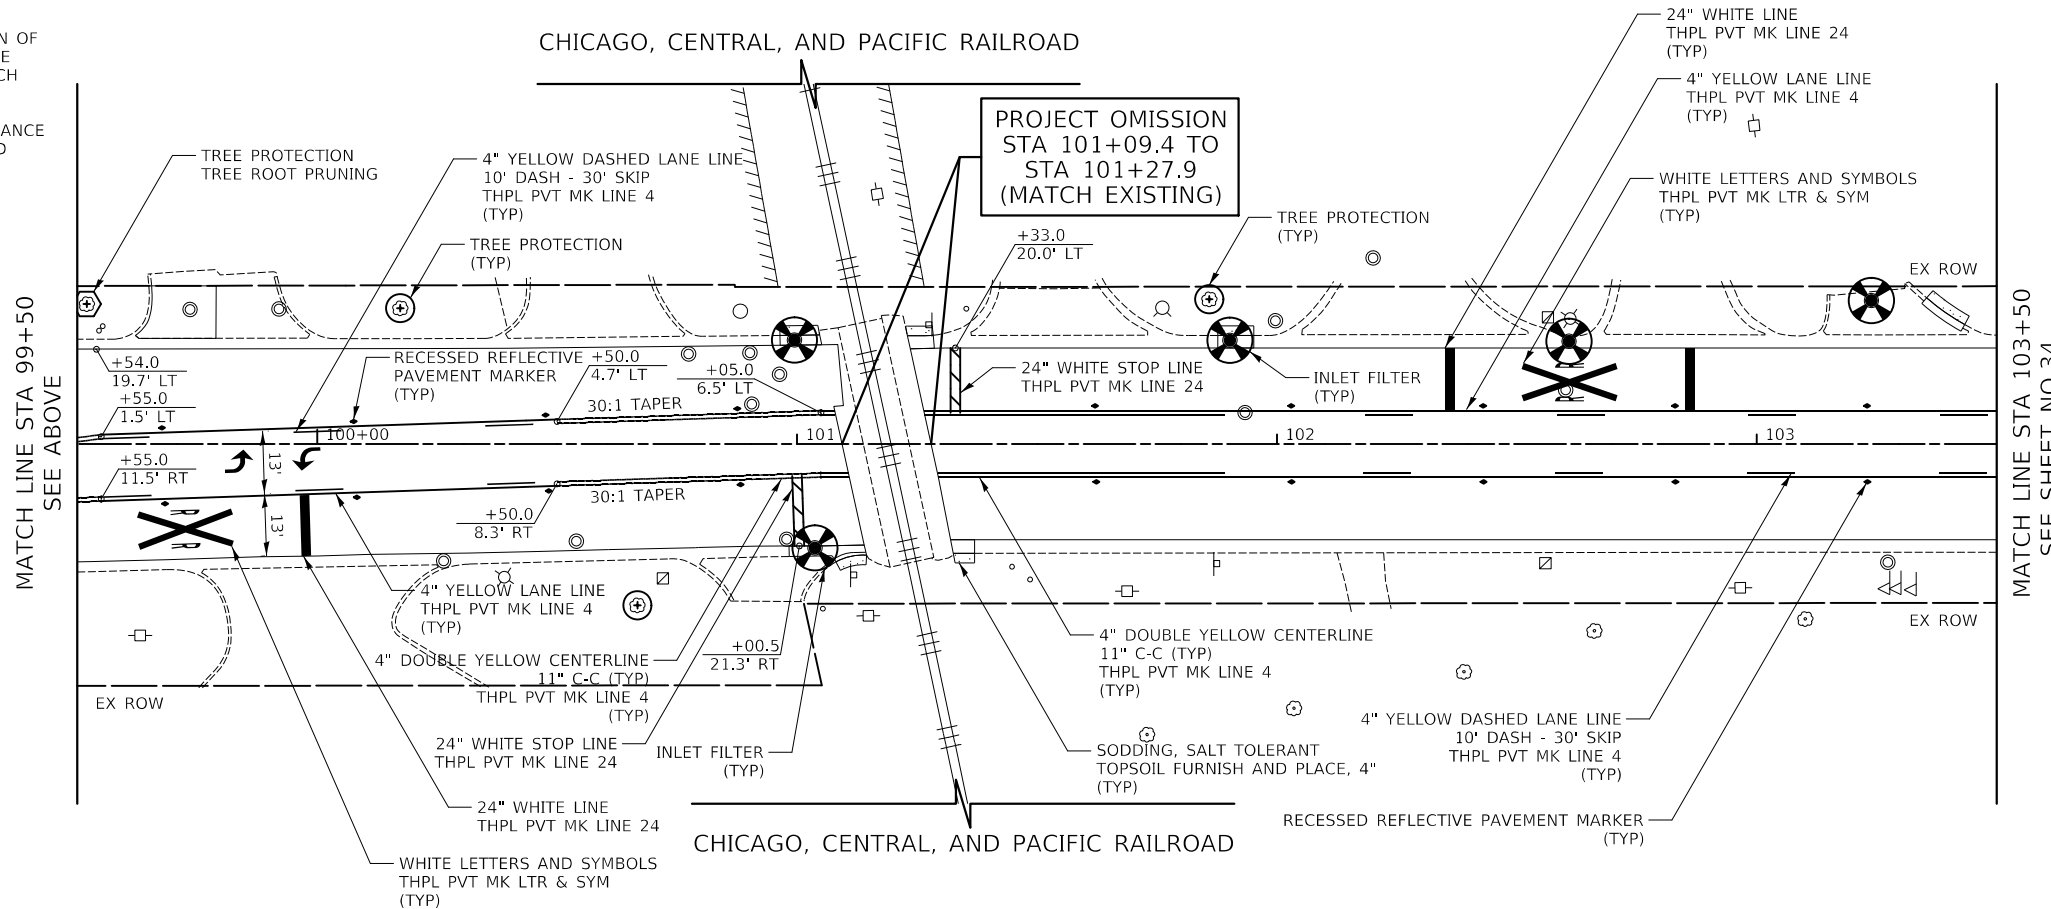 N OF
E
CH
ANCE
D
CHICAGO, CENTRAL, AND PACIFIC RAILROAD
24" WHITE LINE
THPL PVT MK LINE 24
(TYP)
4" YELLOW LANE LINE
THPL PVT MK LINE 4
(TYP)
PROJECT OMISSION
STA 101+09.4 TO
STA 101+27.9
(MATCH EXISTING)
TREE PROTECTION
TREE ROOT PRUNING
4" YELLOW DASHED LANE LINE
10' DASH - 30' SKIP
THPL PVT MK LINE 4
(TYP)
WHITE LETTERS AND SYMBOLS
THPL PVT MK LTR & SYM
(TYP)
TREE PROTECTION
(TYP)
TREE PROTECTION
(TYP)
+33.0
20.0' LT
EX ROW
MATCH LINE STA 99+50
SEE ABOVE
+54.0
19.7' LT
+55.0
1.5' LT
RECESSED REFLECTIVE
PAVEMENT MARKER
(TYP)
+50.0
4.7' LT
+05.0
6.5' LT
30:1 TAPER
24" WHITE STOP LINE
THPL PVT MK LINE 24
INLET FILTER
(TYP)
R
R
100+00
101
102
103
13'
13'
+55.0
11.5' RT
R
R
+50.0
8.3' RT
30:1 TAPER
MATCH LINE STA 103+50
SEE SHEET NO 34
4" YELLOW LANE LINE
THPL PVT MK LINE 4
(TYP)
+00.5
21.3' RT
4" DOUBLE YELLOW CENTERLINE
11" C-C (TYP)
THPL PVT MK LINE 4
(TYP)
4" DOUBLE YELLOW CENTERLINE
11" C-C (TYP)
THPL PVT MK LINE 4
(TYP)
EX ROW
EX ROW
24" WHITE STOP LINE
THPL PVT MK LINE 24
INLET FILTER
(TYP)
SODDING, SALT TOLERANT
TOPSOIL FURNISH AND PLACE, 4"
(TYP)
4" YELLOW DASHED LANE LINE
10' DASH - 30' SKIP
THPL PVT MK LINE 4
(TYP)
24" WHITE LINE
THPL PVT MK LINE 24
RECESSED REFLECTIVE PAVEMENT MARKER
(TYP)
CHICAGO, CENTRAL, AND PACIFIC RAILROAD
WHITE LETTERS AND SYMBOLS
THPL PVT MK LTR & SYM
(TYP)